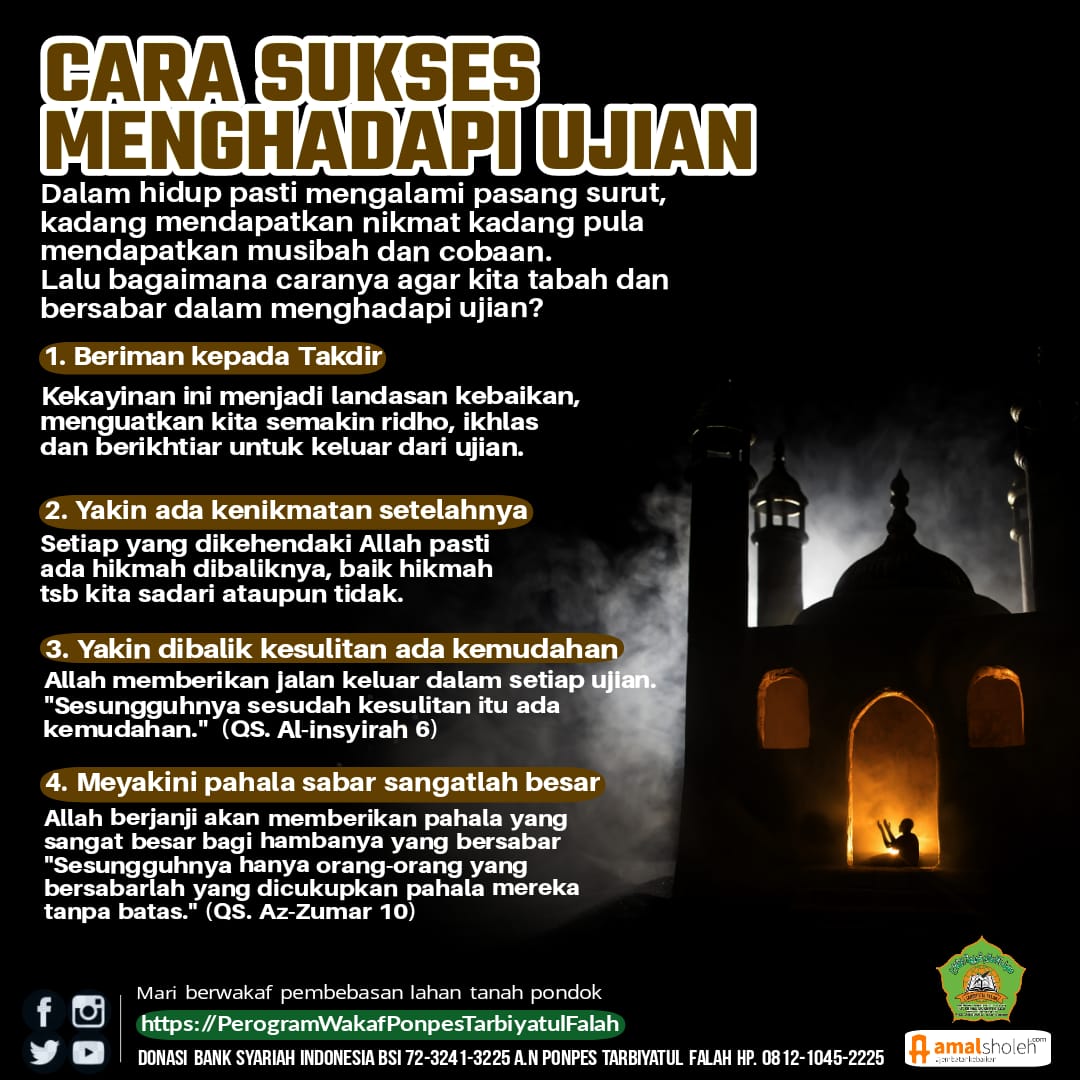 CARA SUKSES
MENGHADAPI UJIAN
Dalam hidup pasti mengalami pasang surut,
kadang mendapatkan nikmat kadang pula
mendapatkan musibah dan cobaan.
Lalu bagaimana caranya agar kita tabah dan
bersabar dalam menghadapi ujian?
1. Beriman kepada Takdir
Kekayinan ini menjadi landasan kebaikan,
menguatkan kita semakin ridho, ikhlas
dan berikhtiar untuk keluar dari ujian.
2. Yakin ada kenikmatan setelahnya
Setiap yang dikehendaki Allah pasti
ada hikmah dibaliknya, baik hikmah
tsb kita sadari ataupun tidak.
3. Yakin dibalik kesulitan ada kemudahan
Allah memberikan jalan keluar dalam setiap ujian.
"Sesungguhnya sesudah kesulitan itu ada
kemudahan." (QS. Al-insyirah 6)
4. Meyakini pahala sabar sangatlah besar
Allah berjanji akan memberikan pahala yang
sangat besar bagi hambanya yang bersabar
"Sesungguhnya hanya orang-orang yang
bersabarlah yang dicukupkan pahala mereka
tanpa batas." (QS. Az-Zumar 10)
Mari berwakaf pembebasan lahan tanah pondok
https://PerogramWakafPonpesTarbiyatulFalah
DONASI BANK SYARIAH INDONESIA BSI 72-3241-3225 A.N PONPES TARBIYATUL FALAH HP. 0812-1045-2225
amalsholeh.com